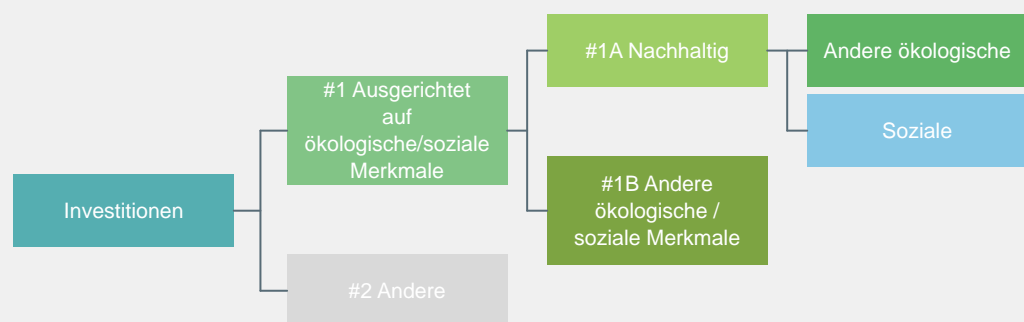 Investitionen
#1 Ausgerichtet
auf
ökologische/soziale
Merkmale
#2 Andere
#1A Nachhaltig
#1B Andere
ökologische /
soziale Merkmale
Andere ökologische
Soziale